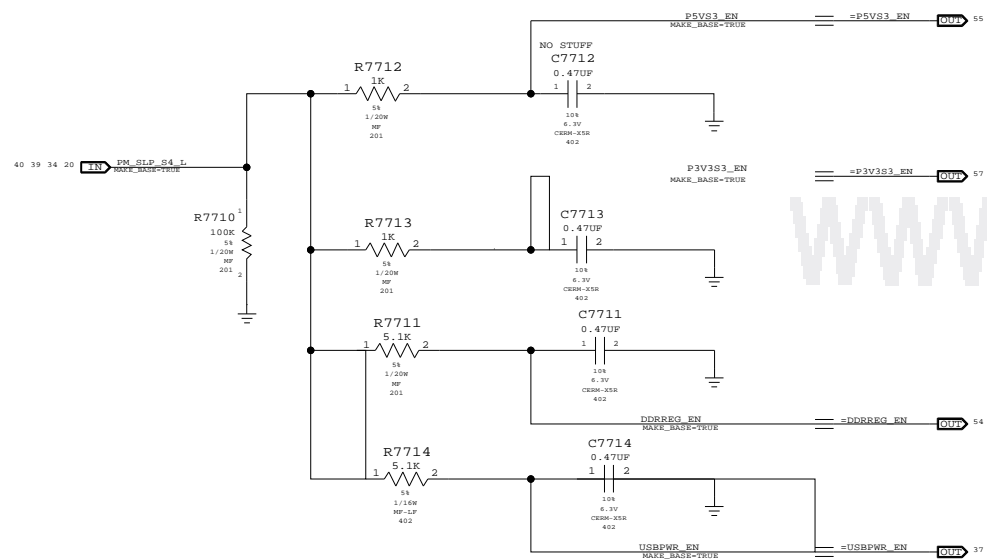 P5VS3_EN
MAKE_BASE=TRUE
=P5VS3_EN
OUT 55
NO STUFF
C7712
0.47UF
1 2
10%
6.3V
CERM-X5R
402
R7712
1K
1 2
5%
1/20W
MF
201
40 39 34 20 IN PM_SLP_S4_L
MAKE_BASE=TRUE
P3V3S3_EN
MAKE_BASE=TRUE
=P3V3S3_EN
OUT 57
R7710
100K
5%
1/20W
MF
201
1
2
R7713
1K
1 2
5%
1/20W
MF
201
C7713
0.47UF
1 2
10%
6.3V
CERM-X5R
402
WW
R7711
5.1K
1 2
5%
1/20W
MF
201
C7711
0.47UF
1 2
10%
6.3V
CERM-X5R
402
DDRREG_EN
MAKE_BASE=TRUE
=DDRREG_EN
OUT 54
R7714
5.1K
1 2
5%
1/16W
MF-LF
402
C7714
0.47UF
1 2
10%
6.3V
CERM-X5R
402
USBPWR_EN
MAKE_BASE=TRUE
=USBPWR_EN
OUT 37